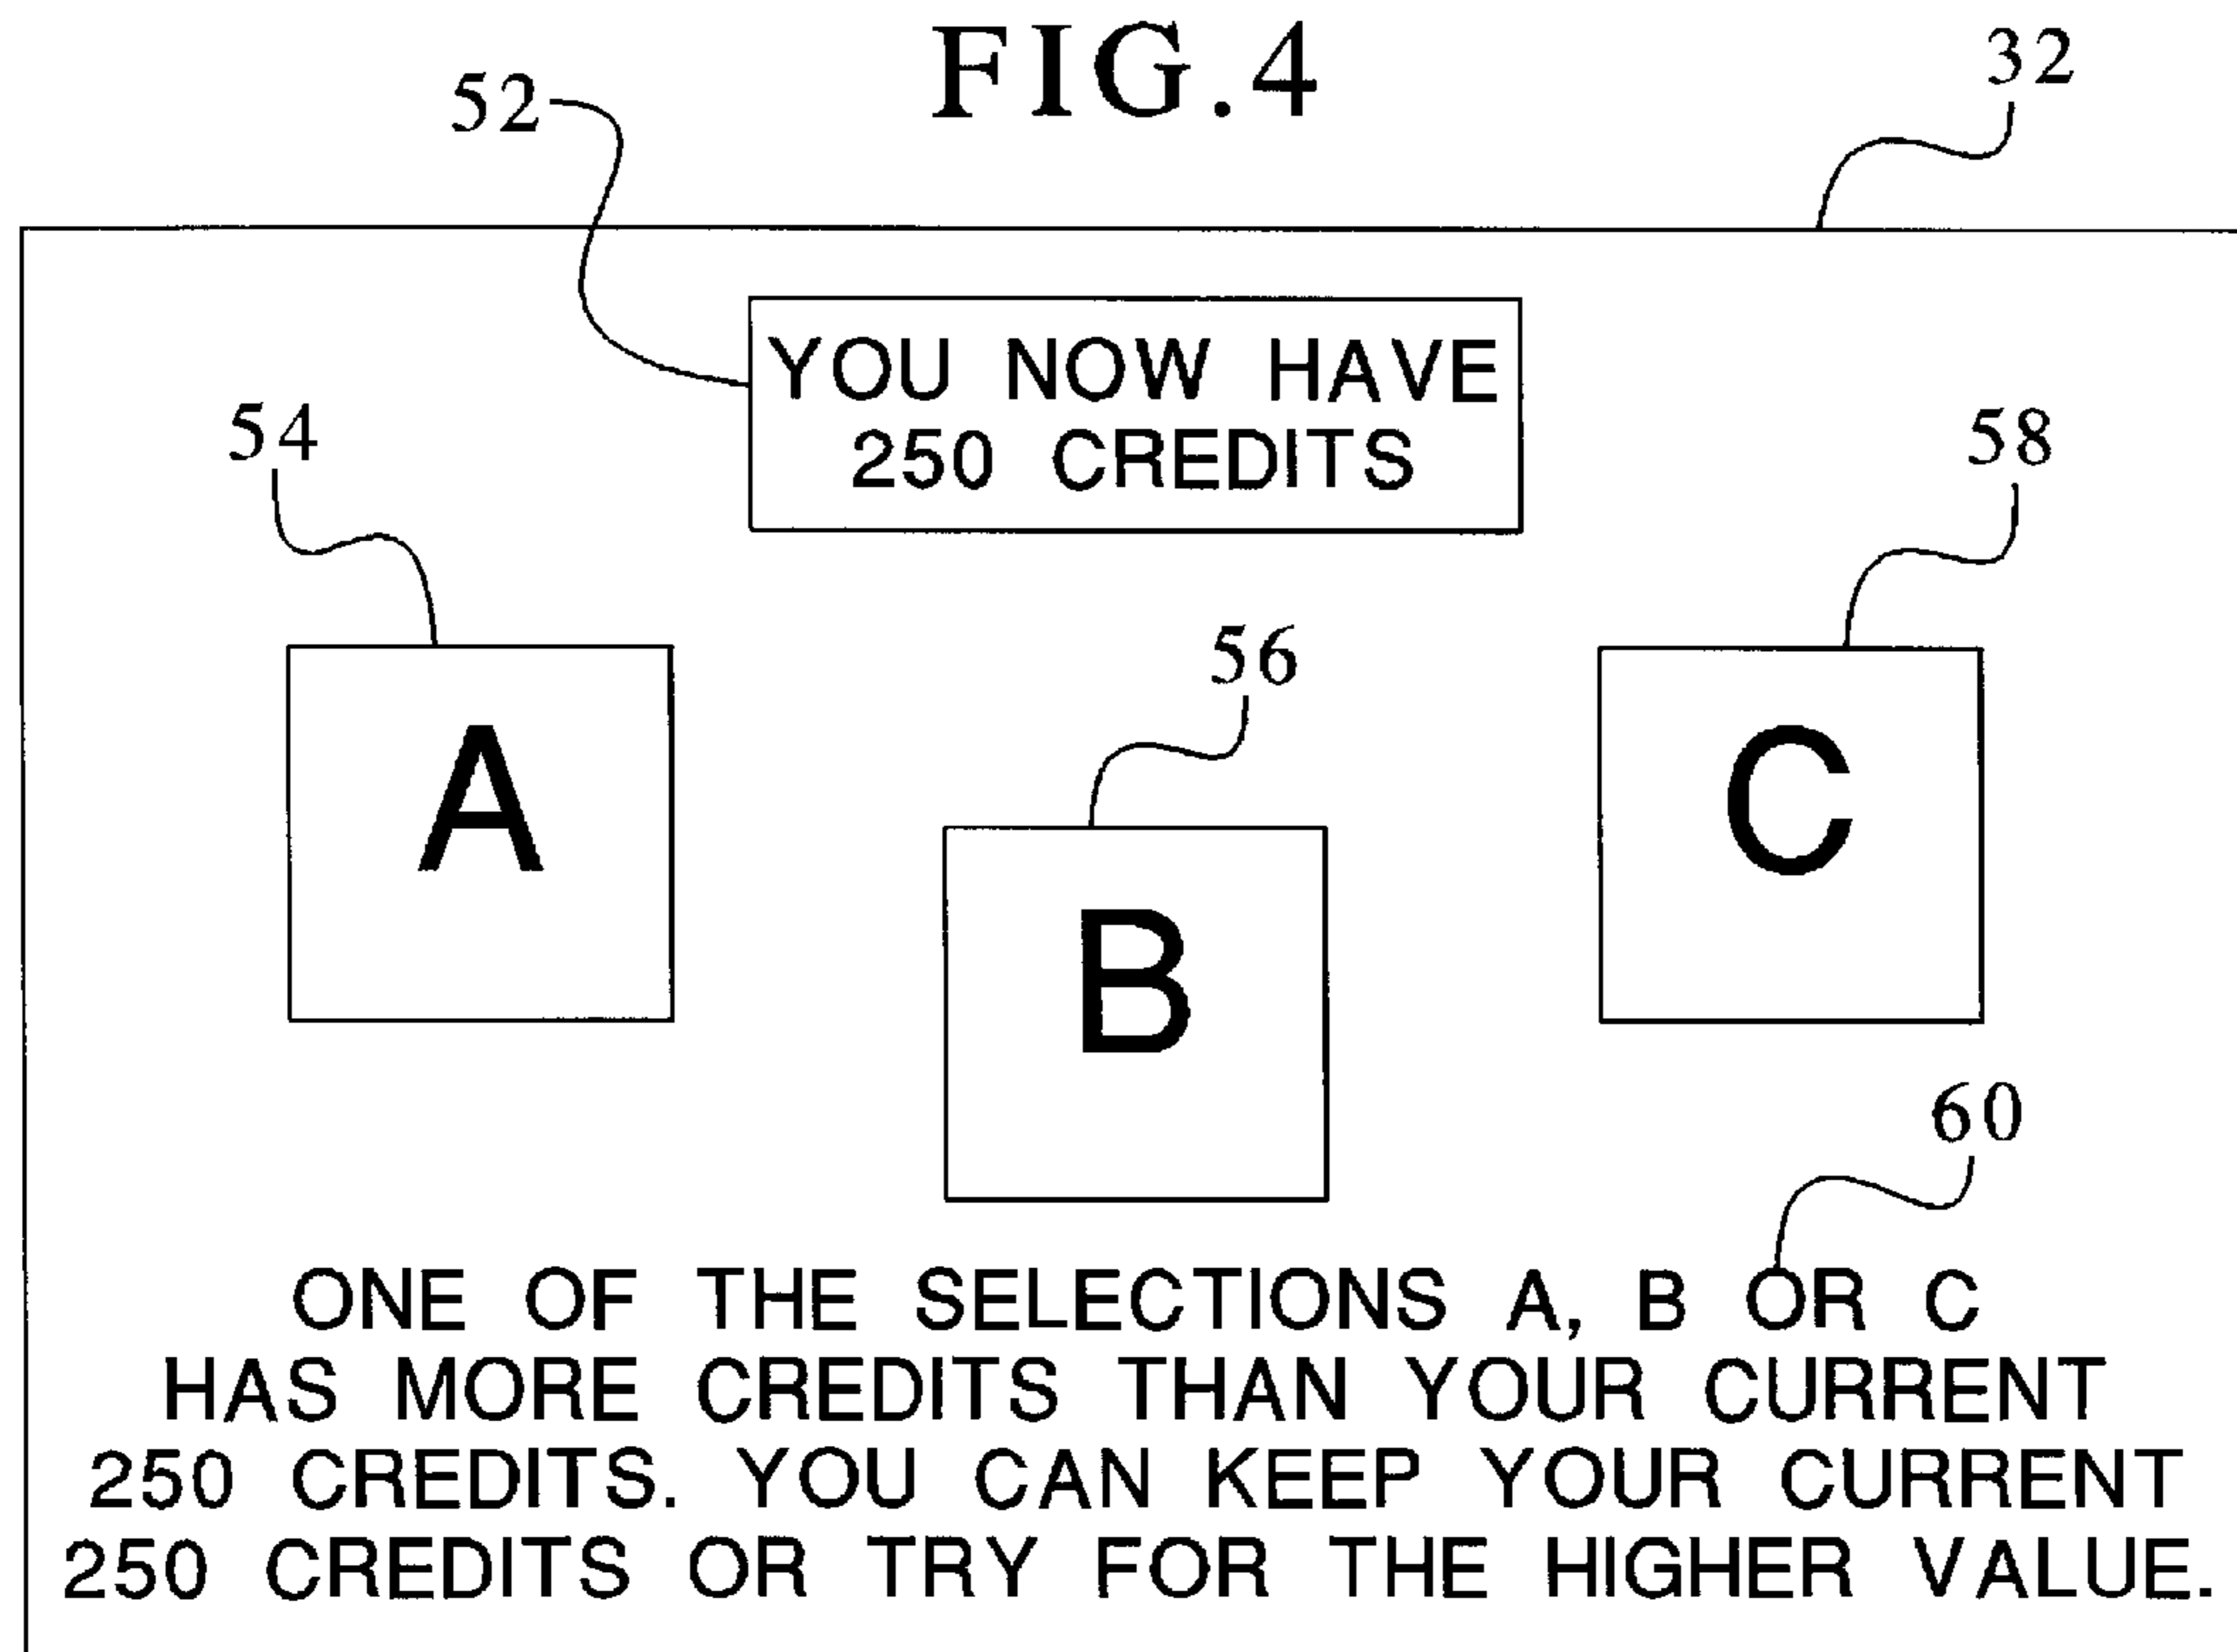 FIG.4
32
52
YOU NOW HAVE
250 CREDITS
54
58
56
A
C
B
60
ONE OF THE SELECTIONS A, B OR C
HAS MORE CREDITS THAN YOUR CURRENT
250 CREDITS. YOU CAN KEEP YOUR CURRENT
250 CREDITS OR TRY FOR THE HIGHER VALUE.